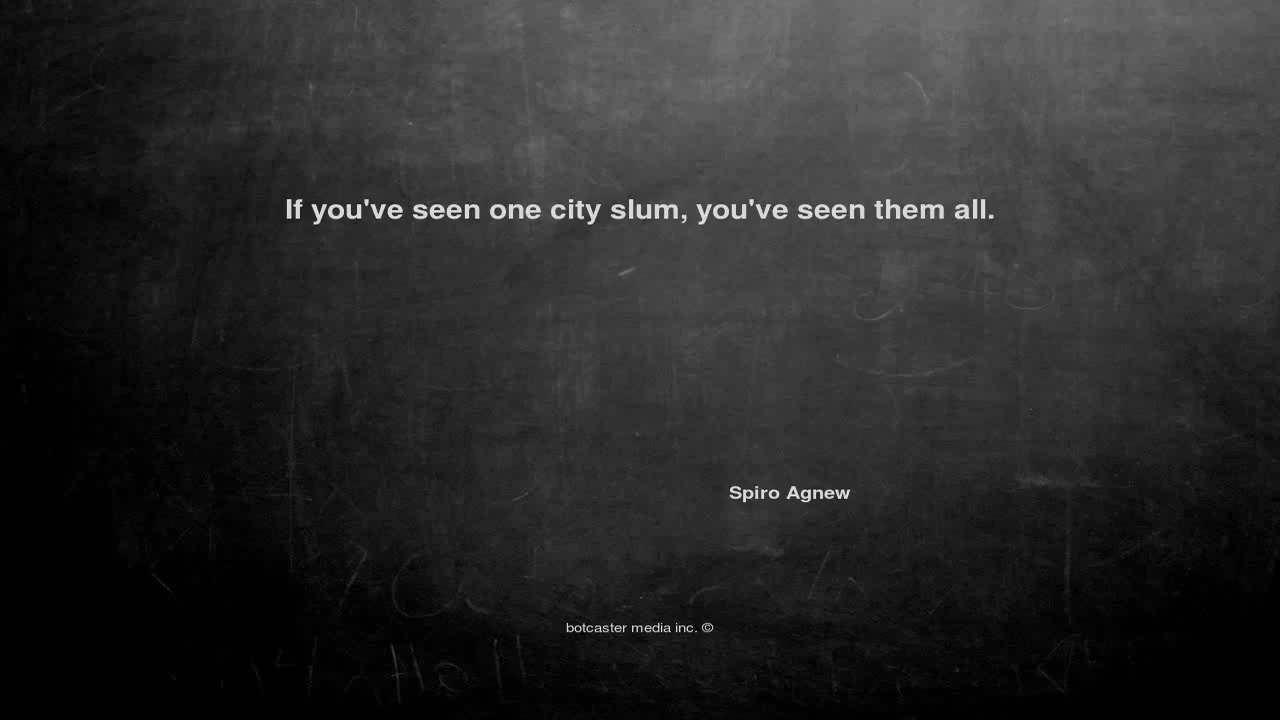 If you've seen one city slum, you've seen them all.
Spiro Agnew
botcaster media inc. ©